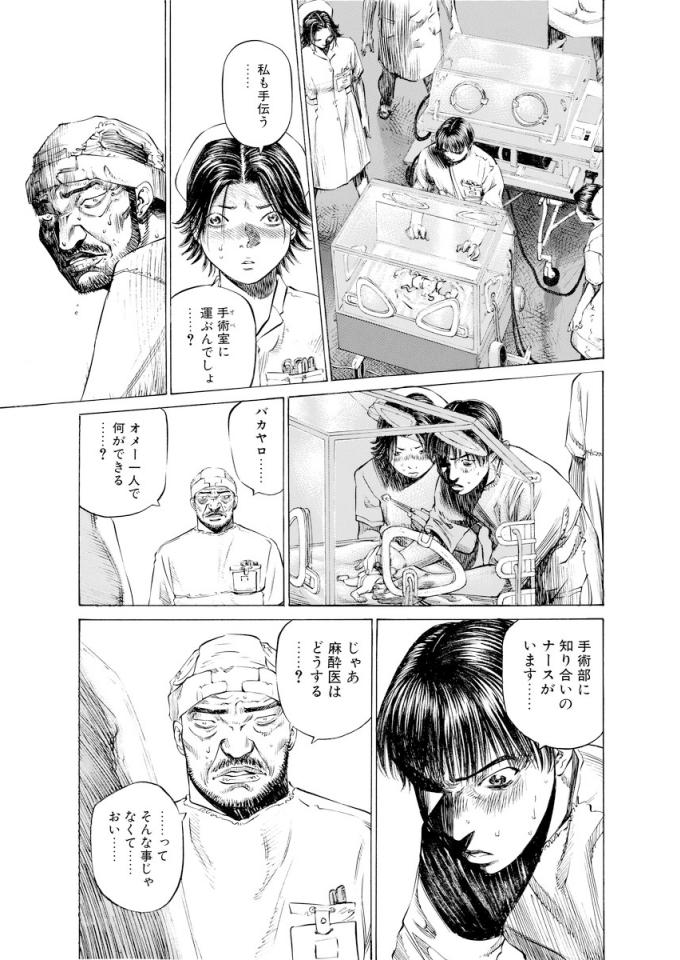 私も手伝う
……
手術室に
運ぶんでしょ
……?
バカヤロ……
オメー一人で
何ができる
……?
手術部に
知り合いの
ナースが
います……
じゃあ
麻酔医は
どうする
……?
……って
そんな事じゃ
なくて……
おい……